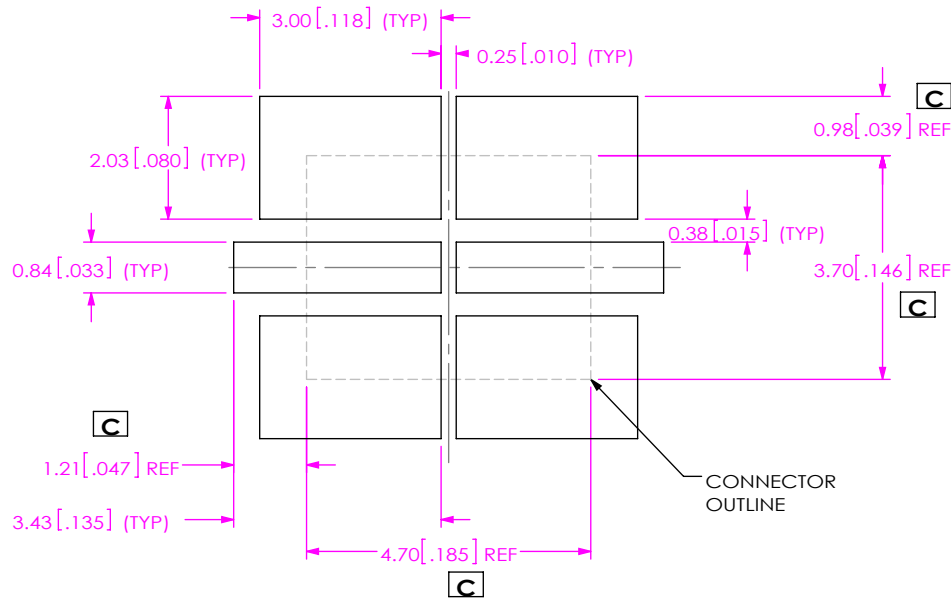 3.00[.118] (TYP)
0.25[.010] (TYP)
C
0.98[.039] REF
2.03[.080] (TYP)
0.38[.015] (TYP)
0.84[.033] (TYP)
3.70[.146] REF
C
C
1.21[.047] REF
CONNECTOR
OUTLINE
3.43[.135] (TYP)
4.70[.185] REF
C